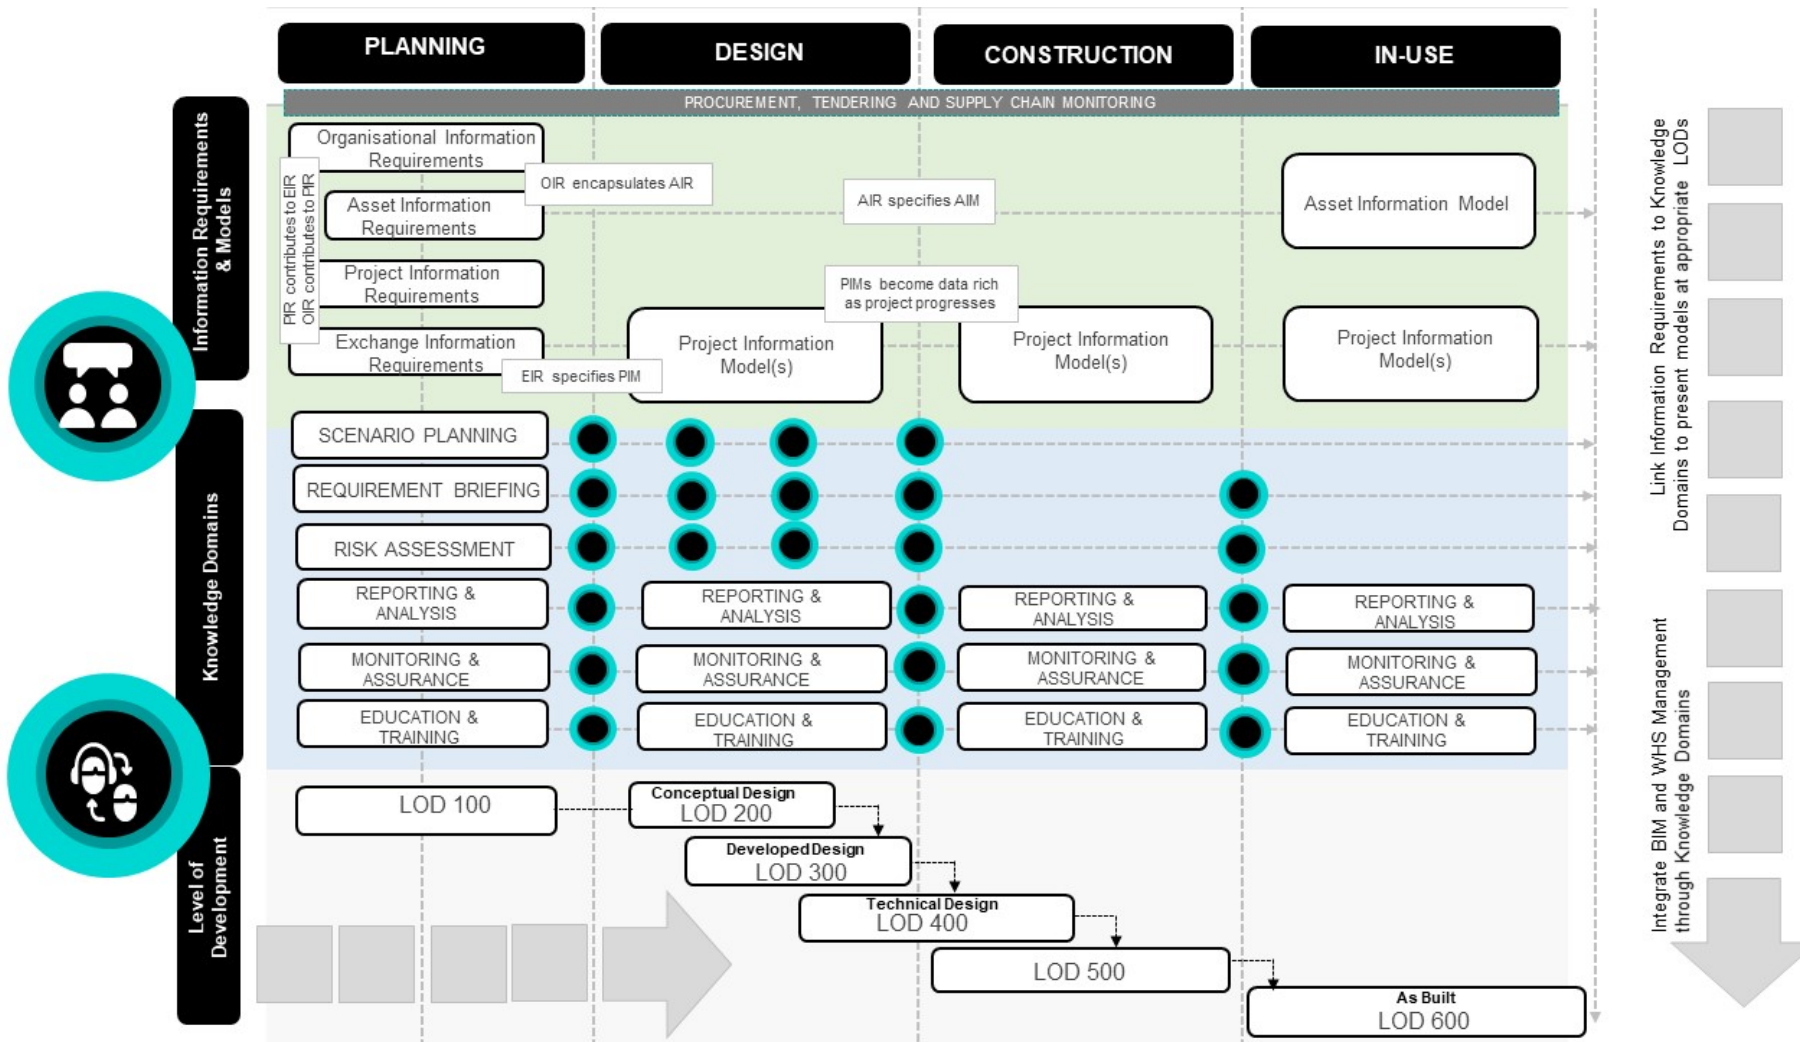 PLANNING
DESIGN
CONSTRUCTION
IN-USE
PROCUREMENT, TENDERING AND SUPPLY CHAIN MONITORING
Information Requirements
& Models
Organisational Information
Requirements
OIR encapsulates AIR
Asset Information
Requirements
AIR specifies AIM
Asset Information Model
PIR contributes to EIR
OIR contributes to PIR
Project Information
Requirements
PIMs become data rich
as project progresses
Exchange Information
Requirements
EIR specifies PIM
Project Information
Model(s)
Project Information
Model(s)
Project Information
Model(s)
Knowledge Domains
SCENARIO PLANNING
REQUIREMENT BRIEFING
RISK ASSESSMENT
REPORTING &
ANALYSIS
REPORTING &
ANALYSIS
REPORTING &
ANALYSIS
REPORTING &
ANALYSIS
MONITORING &
ASSURANCE
MONITORING &
ASSURANCE
MONITORING &
ASSURANCE
MONITORING &
ASSURANCE
EDUCATION &
TRAINING
EDUCATION &
TRAINING
EDUCATION &
TRAINING
EDUCATION &
TRAINING
Level of
Development
LOD 100
Conceptual Design
LOD 200
Developed Design
LOD 300
Technical Design
LOD 400
LOD 500
As Built
LOD 600
Link Information Requirements to Knowledge
Domains to present models at appropriate LODs
Integrate BIM and WHS Management
through Knowledge Domains